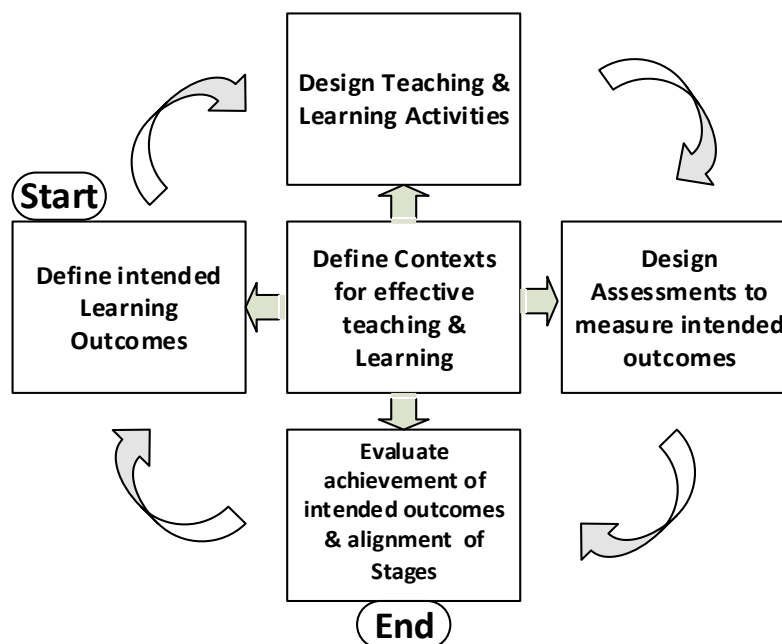 Design Teaching &
Learning Activities
Start
Define intended
Learning
Outcomes
Define Contexts
for effective
teaching &
Learning
Design
Assessments to
measure intended
outcomes
Evaluate
achievement of
intended outcomes
& alignment of
Stages
End